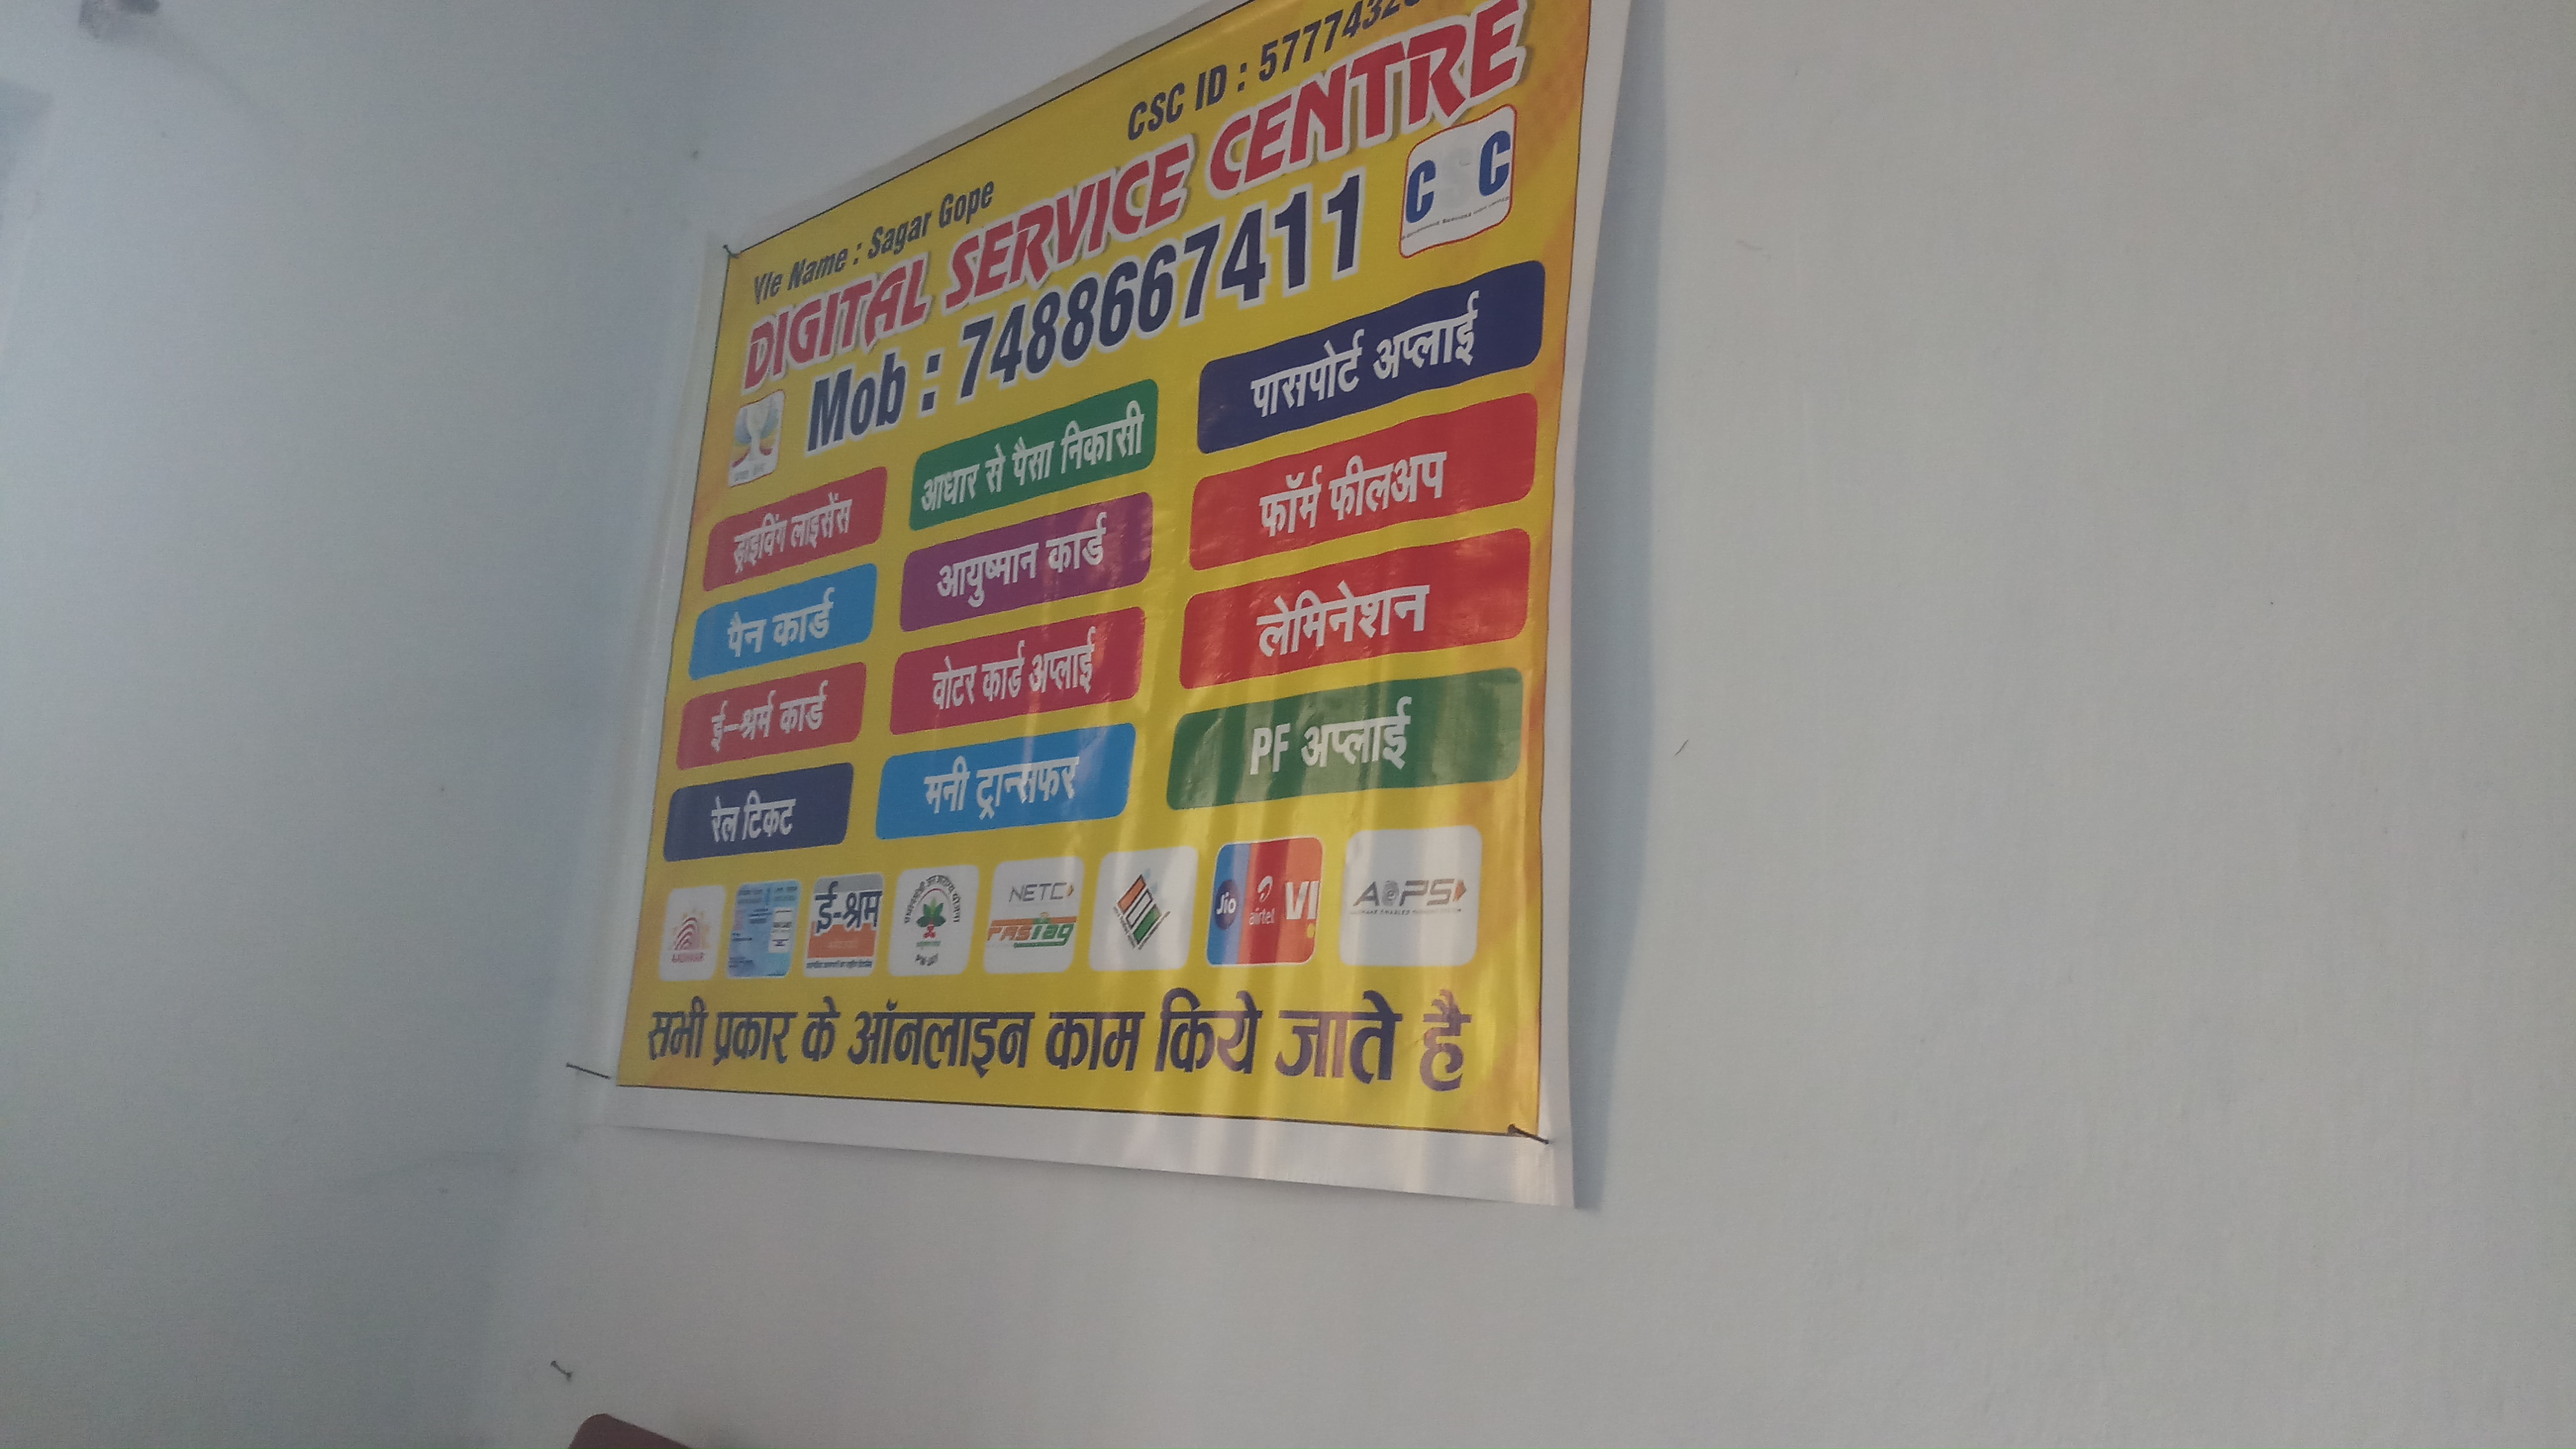 Vle Name : Sagar Gope
CSC ID :
DIGITAL SERVICE CENTRE
Mob : 7488667411
CSC
ड्राइविंग लाइसेंस
आधार से पैसा निकासी
पासपोर्ट अप्लाई
पैन कार्ड
आयुष्मान कार्ड
फॉर्म फीलअप
ई-श्रर्म कार्ड
वोटर कार्ड अप्लाई
लेमिनेशन
रेल टिकट
मनी ट्रान्सफर
PF अप्लाई
AADHAAR
ई-श्रम
NETC
FASTag
Jio airtel VI
AePS
सभी प्रकार के ऑनलाइन काम किये जाते है